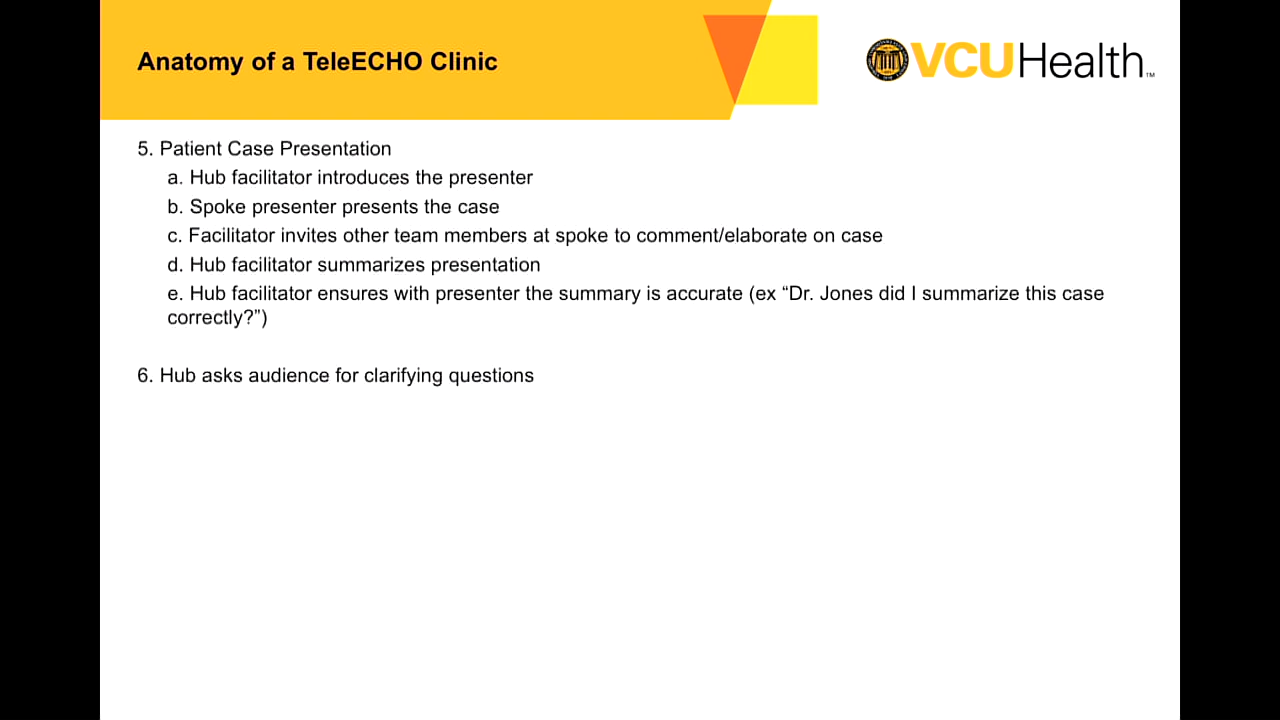 Anatomy of a TeleECHO Clinic
VCUHealth™
5. Patient Case Presentation
a. Hub facilitator introduces the presenter
b. Spoke presenter presents the case
c. Facilitator invites other team members at spoke to comment/elaborate on case
d. Hub facilitator summarizes presentation
e. Hub facilitator ensures with presenter the summary is accurate (ex “Dr. Jones did I summarize this case
correctly?”)
6. Hub asks audience for clarifying questions